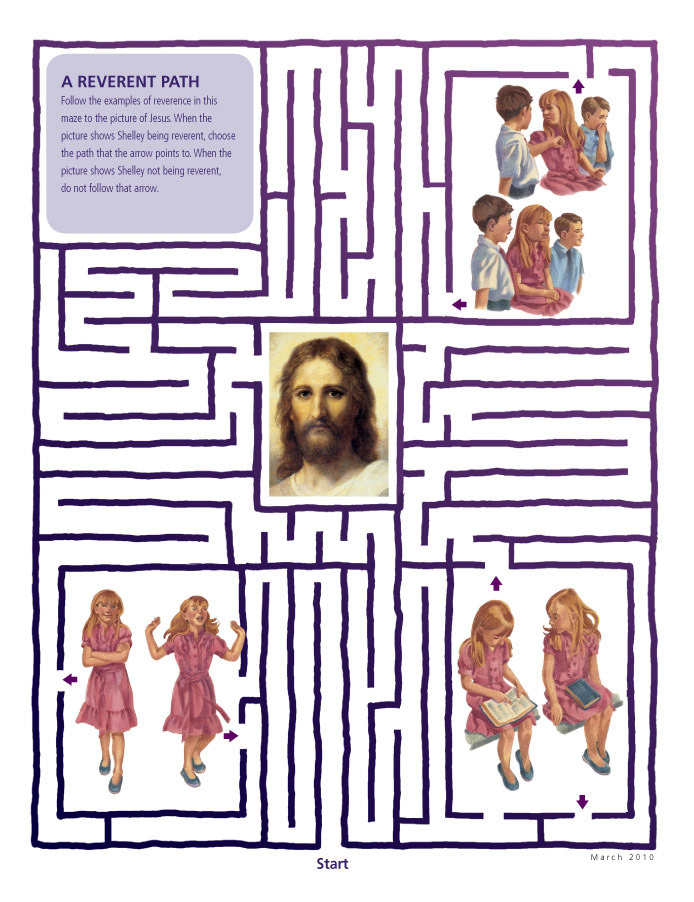 A REVERENT PATH
Follow the examples of reverence in this
maze to the picture of Jesus. When the
picture shows Shelley being reverent, choose
the path that the arrow points to. When the
picture shows Shelley not being reverent,
do not follow that arrow.
Start
March 2010